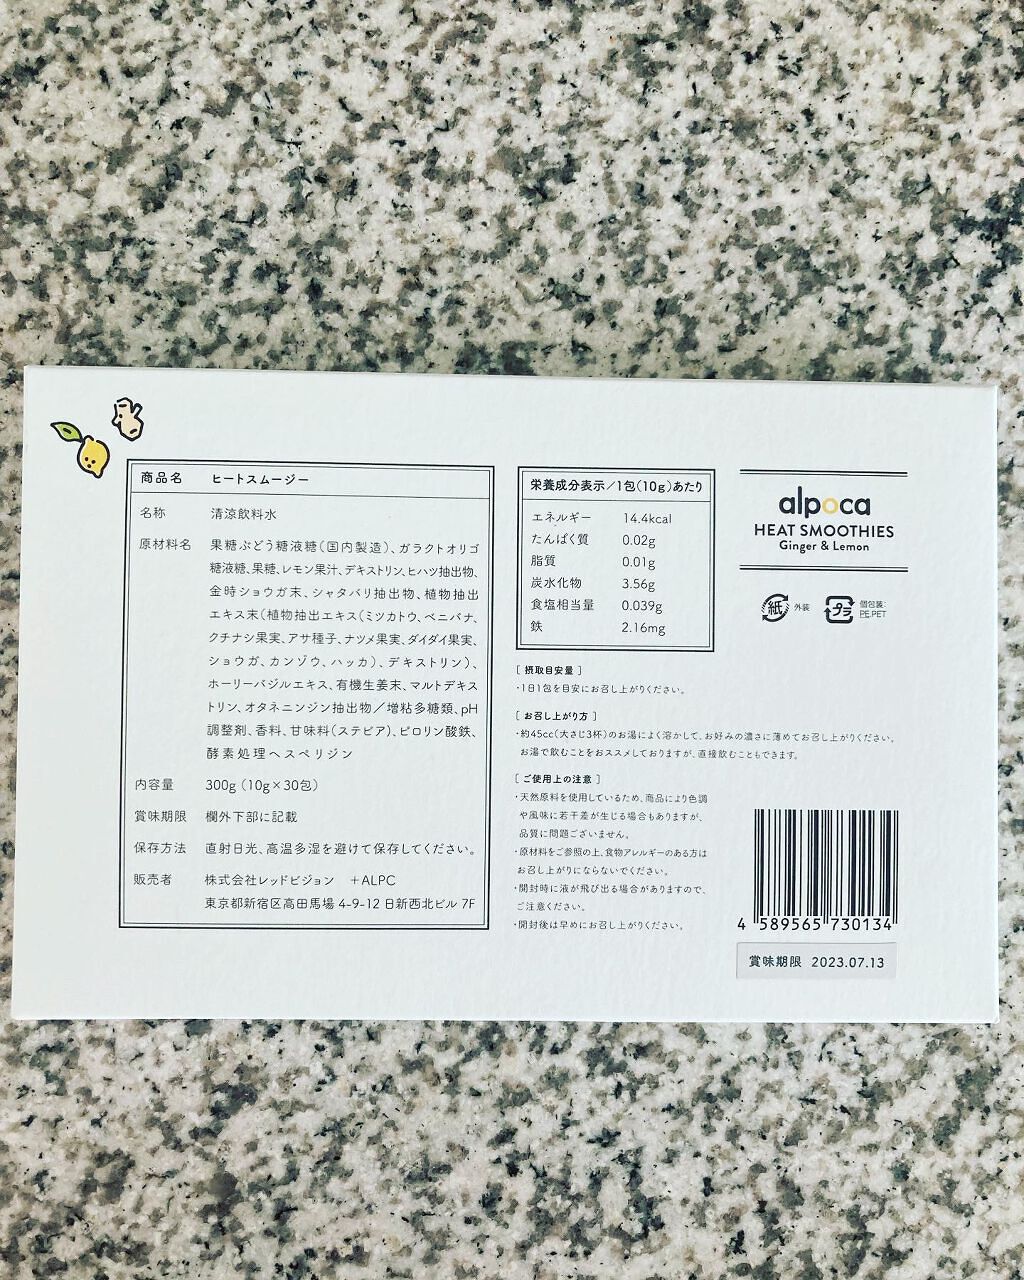 商品名 ヒートスムージー
名称 清涼飲料水
原材料名 果糖ぶどう糖液糖(国内製造)、ガラクトオリゴ
糖液糖、果糖、レモン果汁、デキストリン、ヒハツ抽出物、
金時ショウガ末、シャタバリ抽出物、植物抽出
エキス末(植物抽出エキス(ミツカトウ、ベニバナ、
クチナシ果実、アサ種子、ナツメ果実、ダイダイ果実、
ショウガ、カンゾウ、ハッカ)、デキストリン)、
ホーリーバジルエキス、有機生姜末、マルトデキス
トリン、オタネニンジン抽出物/増粘多糖類、pH
調整剤、香料、甘味料(ステビア)、ピロリン酸鉄、
酵素処理ヘスペリジン
内容量 300g (10g×30包)
賞味期限 欄外下部に記載
保存方法 直射日光、高温多湿を避けて保存してください。
販売者 株式会社レッドビジョン +ALPC
東京都新宿区高田馬場 4-9-12 日新西北ビル 7F
栄養成分表示/1包(10g)あたり
エネルギー 14.4kcal
たんぱく質 0.02g
脂質 0.01g
炭水化物 3.56g
食塩相当量 0.039g
鉄 2.16mg
[ 摂取目安量 ]
・1日1包を目安にお召し上がりください。
[ お召し上がり方 ]
・約45cc(大さじ3杯)のお湯によく溶かして、お好みの濃さに薄めてお召し上がりください。
お湯で飲むことをおススメしておりますが、直接飲むこともできます。
[ ご使用上の注意 ]
・天然原料を使用しているため、商品により色調
や風味に若干差が生じる場合もありますが、
品質に問題ございません。
・原材料をご参照の上、食物アレルギーのある方は
お召し上がりにならないでください。
・開封時に液が飛び出る場合がありますので、
ご注意ください。
・開封後は早めにお召し上がりください。
alpoca
HEAT SMOOTHIES
Ginger & Lemon
紙 外装
プラ 個包装:
PE,PET
4 589565 730134
賞味期限 2023.07.13